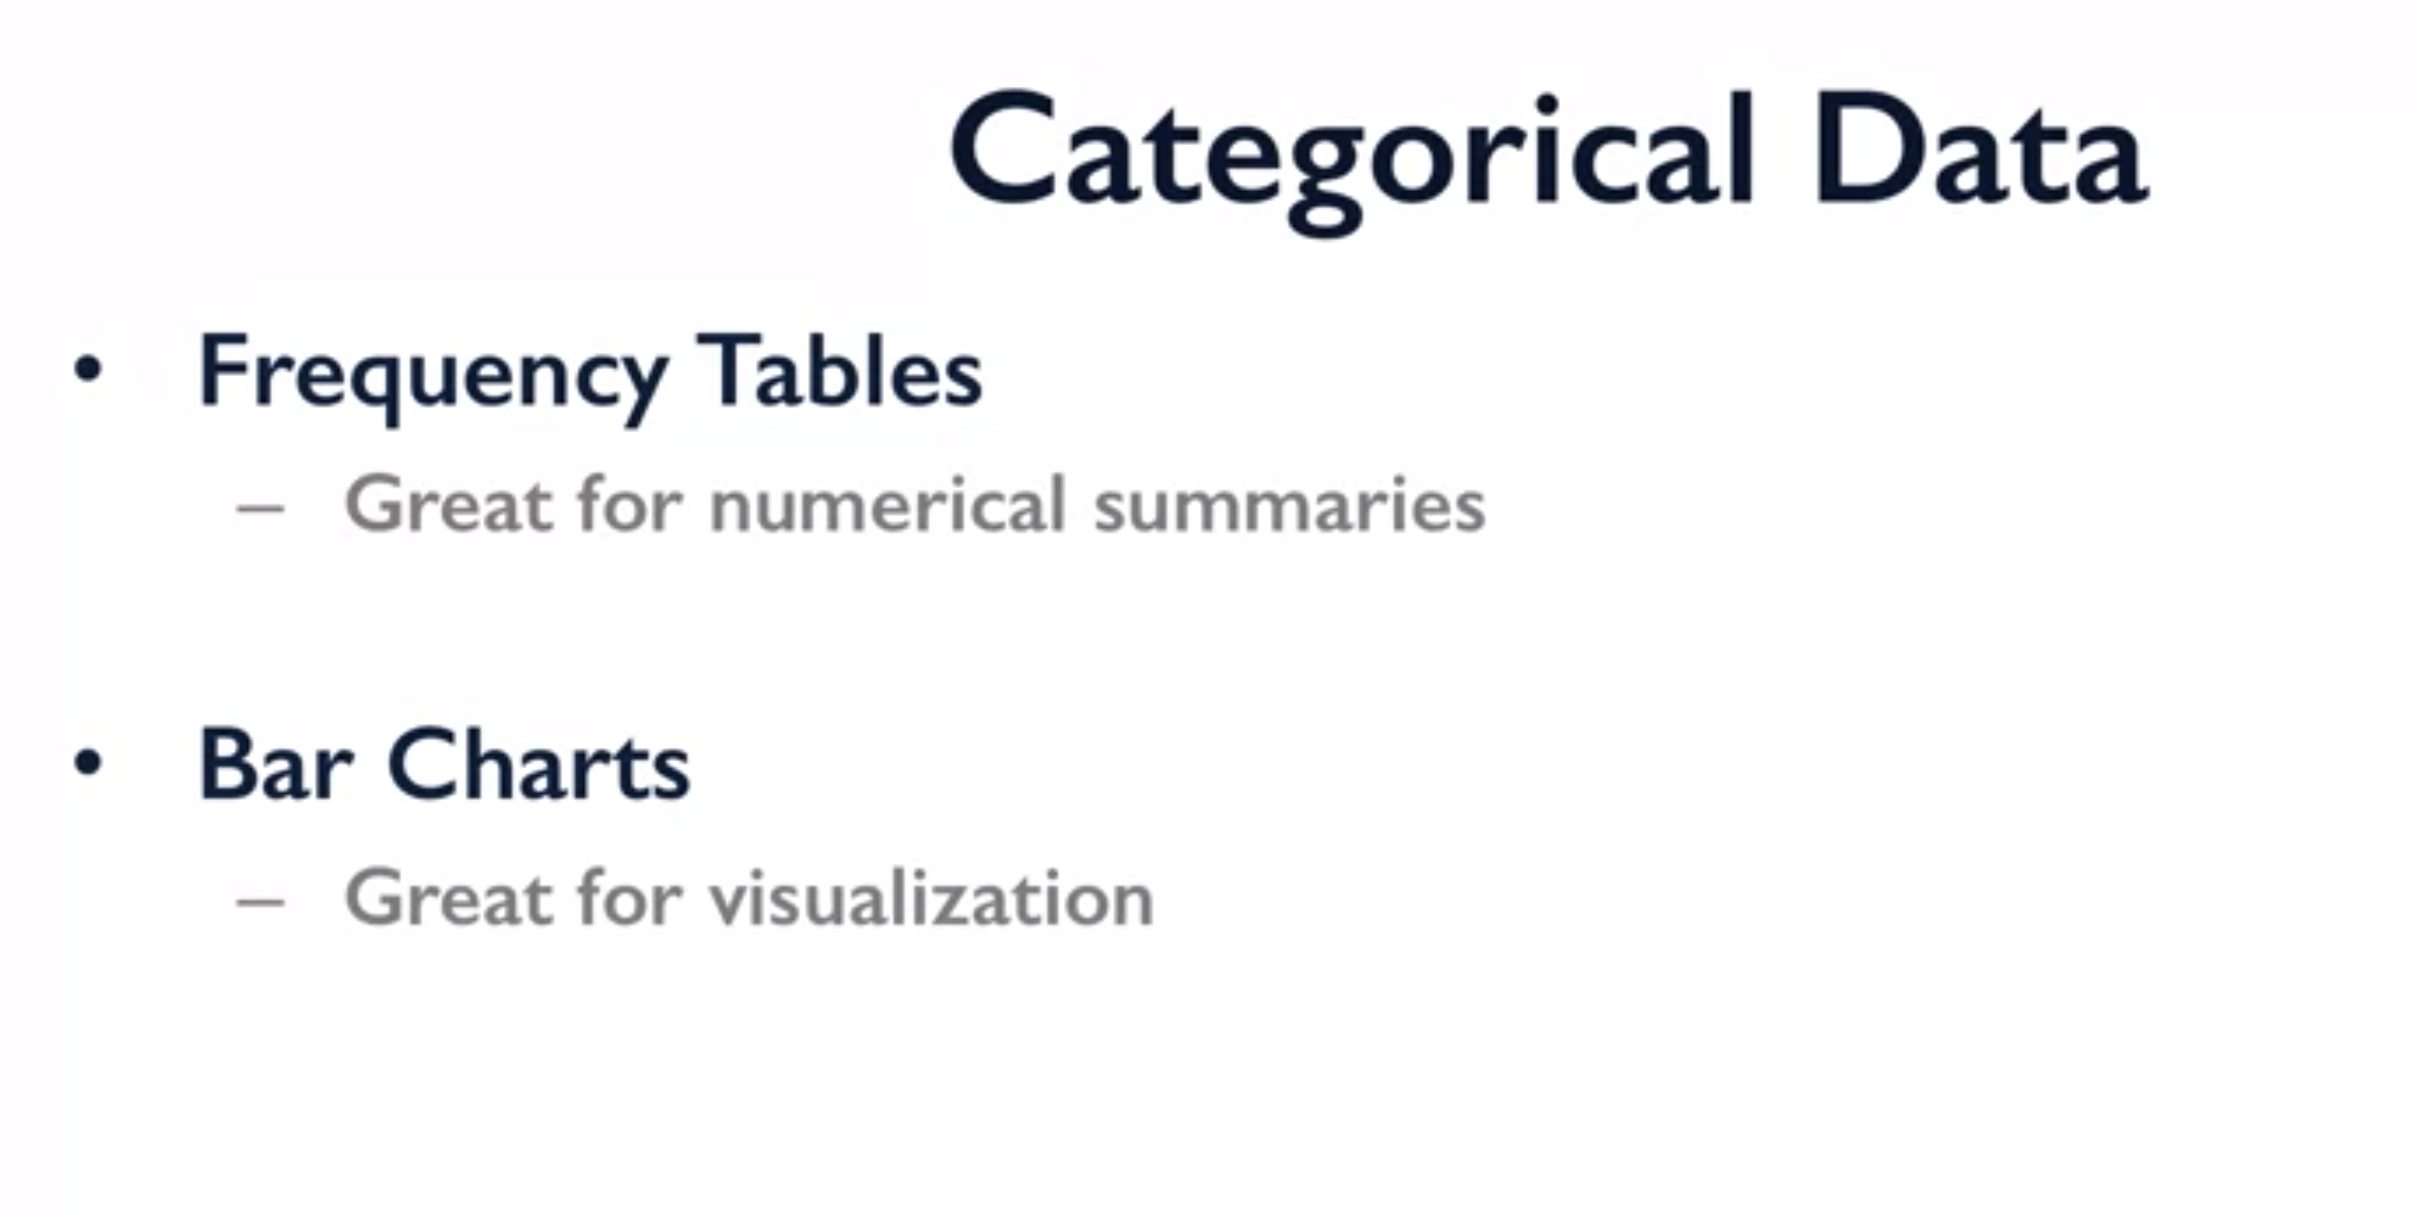 Categorical Data
• Frequency Tables
– Great for numerical summaries
• Bar Charts
– Great for visualization